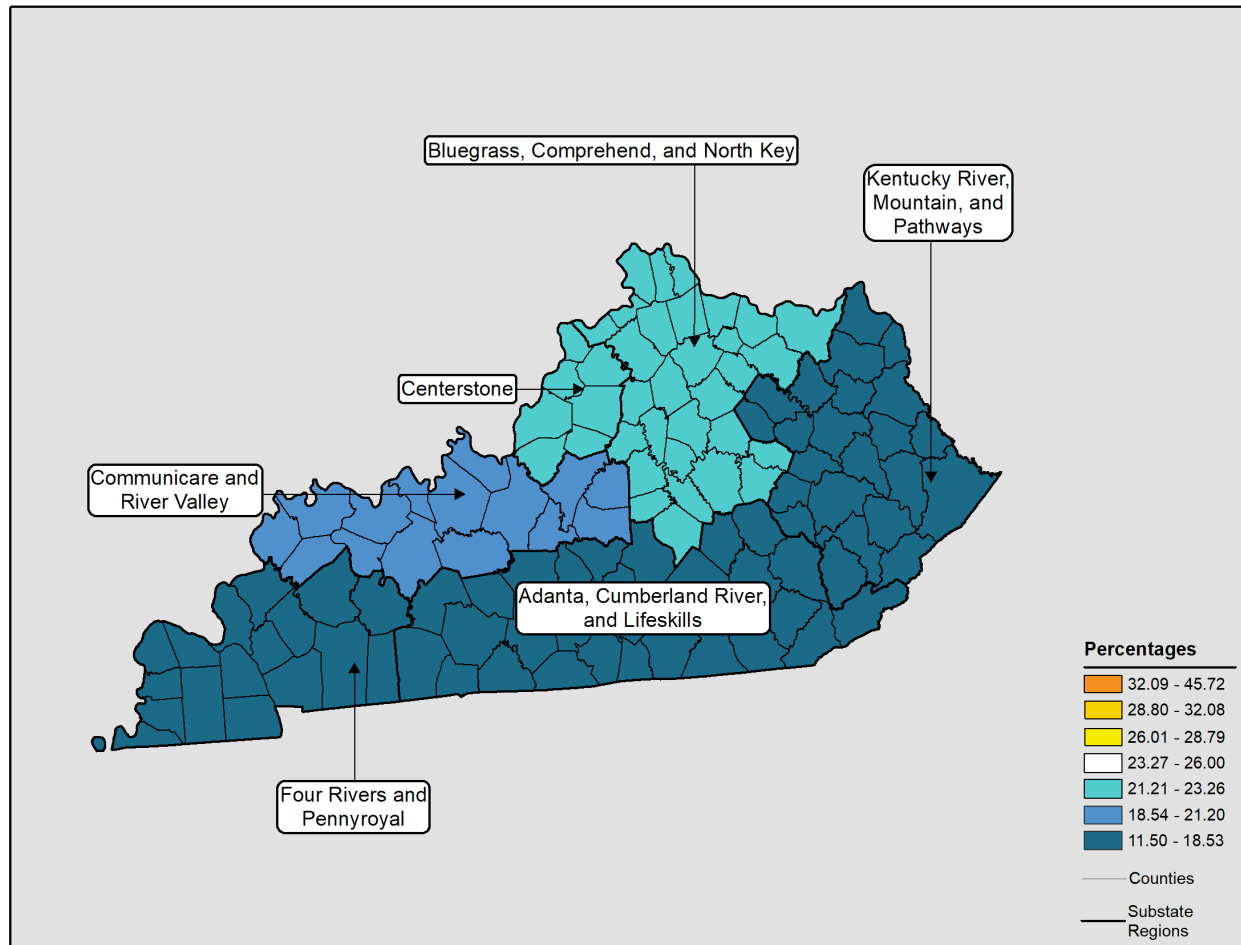 Bluegrass, Comprehend, and North Key
Kentucky River,
Mountain, and
Pathways
Centerstone
Communicare and
River Valley
Adanta, Cumberland River,
and Lifeskills
Four Rivers and
Pennyroyal
Percentages
32.09 - 45.72
28.80 - 32.08
26.01 - 28.79
23.27 - 26.00
21.21 - 23.26
18.54 - 21.20
11.50 - 18.53
Counties
Substate
Regions